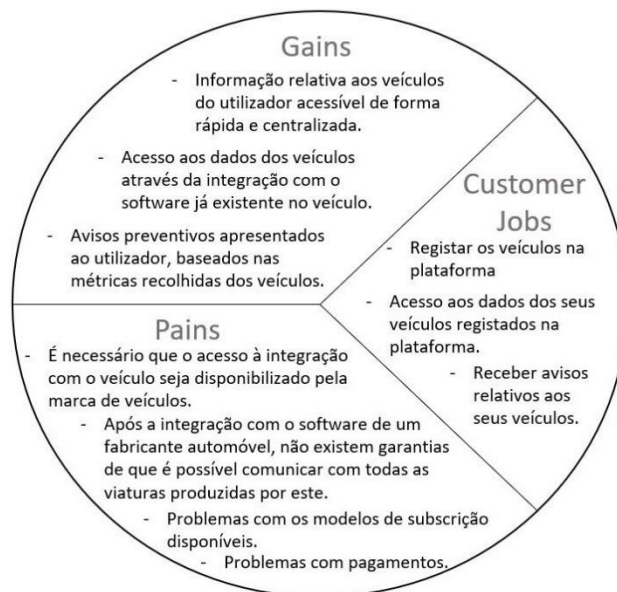 Gains
- Informação relativa aos veículos
do utilizador acessível de forma
rápida e centralizada.
- Acesso aos dados dos veículos
através da integração com o
software já existente no veículo.
- Avisos preventivos apresentados
ao utilizador, baseados nas
métricas recolhidas dos veículos.
Customer
Jobs
- Registar os veículos na
plataforma
- Acesso aos dados dos seus
veículos registados na
plataforma.
- Receber avisos
relativos aos
seus veículos.
Pains
- É necessário que o acesso à integração
com o veículo seja disponibilizado pela
marca de veículos.
- Após a integração com o software de um
fabricante automóvel, não existem garantias
de que é possível comunicar com todas as
viaturas produzidas por este.
- Problemas com os modelos de subscrição
disponíveis.
- Problemas com pagamentos.